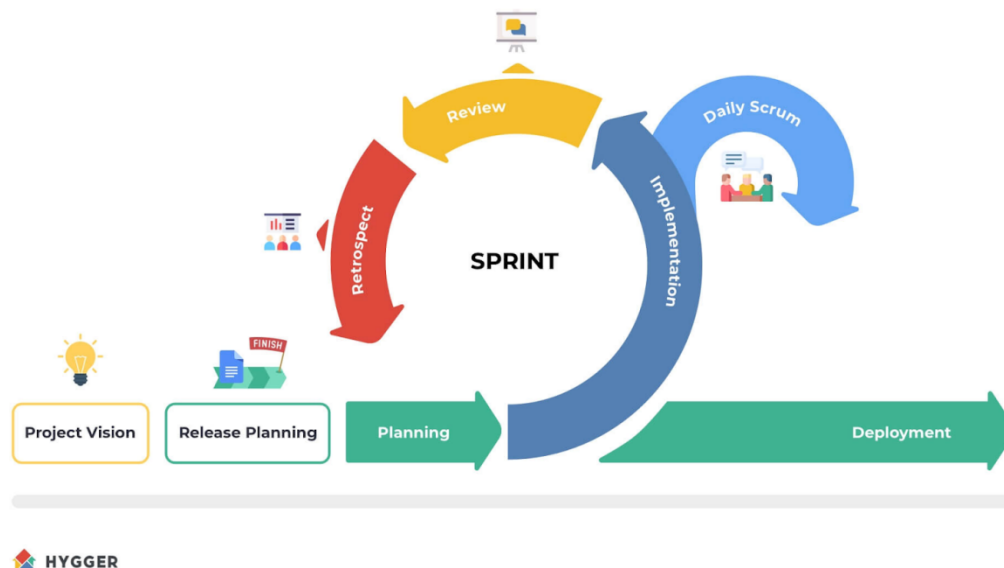 Review
Daily Scrum
Implementation
Retrospect
SPRINT
FINISH
Project Vision
Release Planning
Planning
Deployment
HYGGER